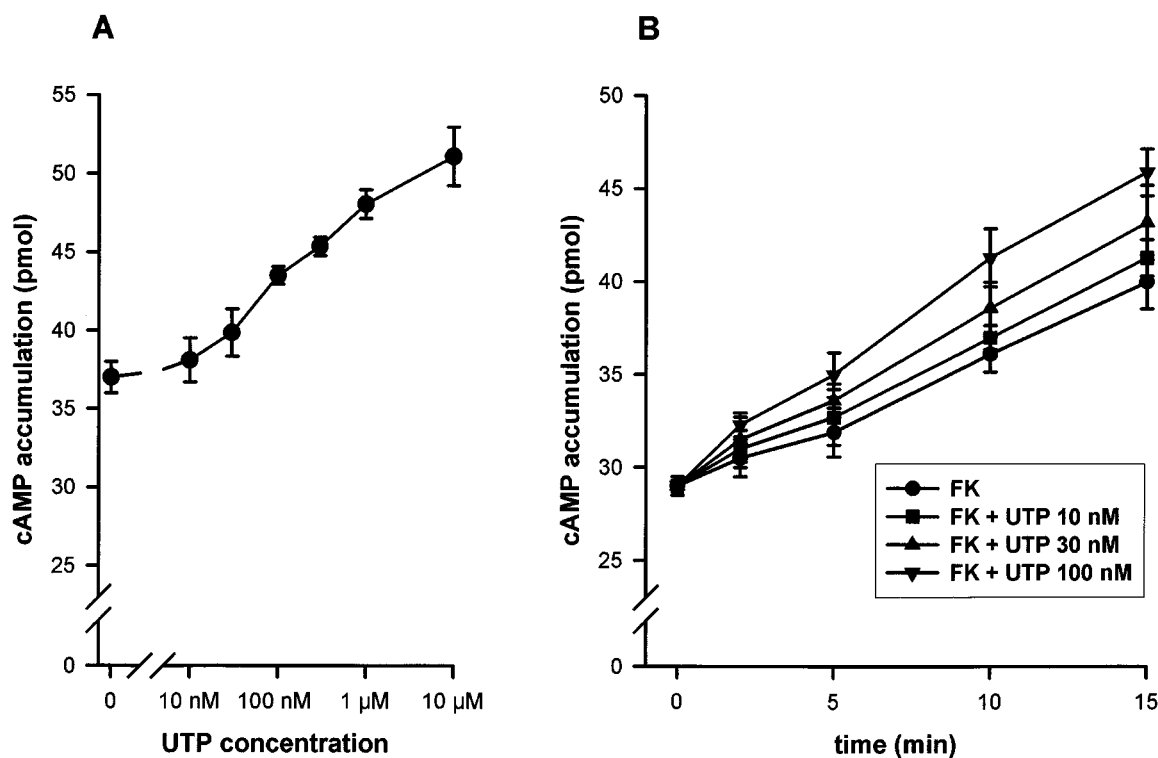 A
cAMP accumulation (pmol)
55
50
45
40
35
30
25
0
0 10 nM 100 nM 1 µM 10 µM
UTP concentration
B
cAMP accumulation (pmol)
50
45
40
35
30
25
0
0 5 10 15
time (min)
FK
FK + UTP 10 nM
FK + UTP 30 nM
FK + UTP 100 nM